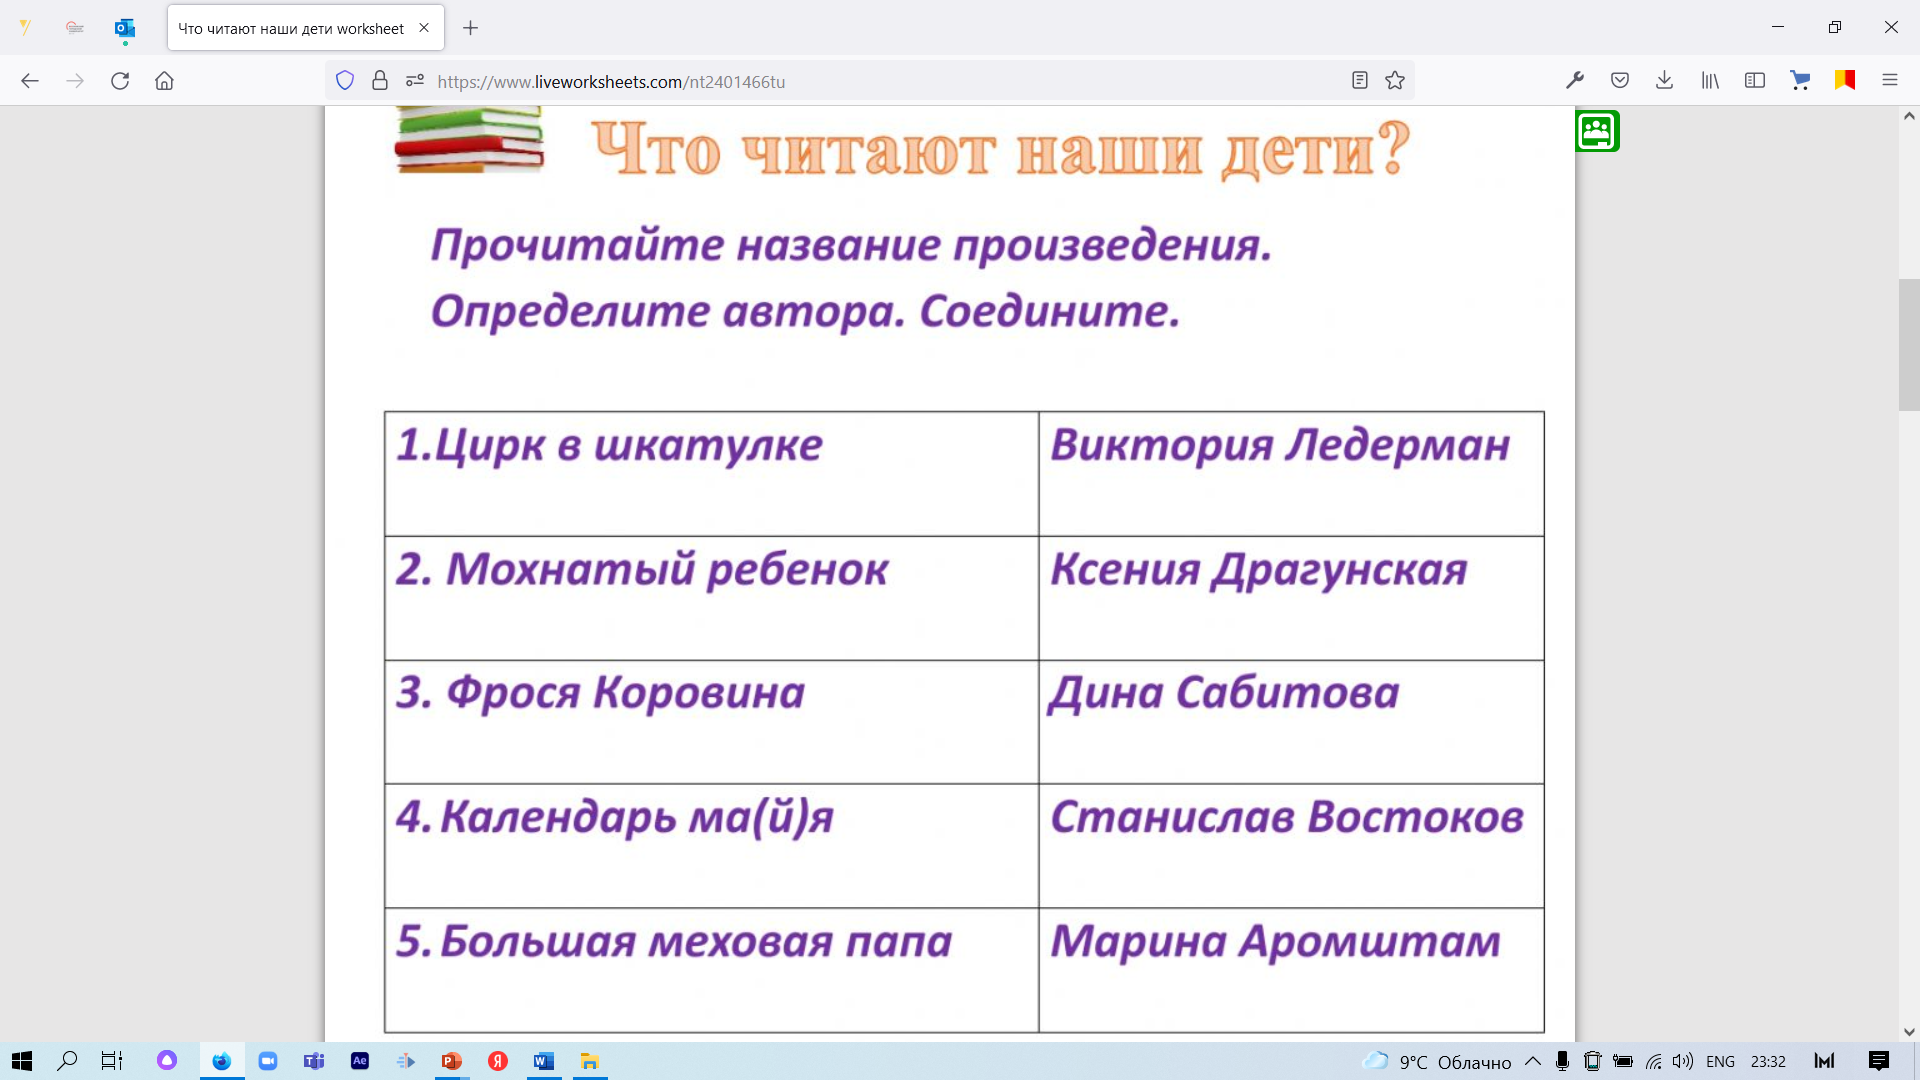 Что читают наши дети worksheet
https://www.liveworksheets.com/nt2401466tu
Что читают наши дети?
Прочитайте название произведения.
Определите автора. Соедините.
1.Цирк в шкатулке
Виктория Ледерман
2. Мохнатый ребенок
Ксения Драгунская
3. Фрося Коровина
Дина Сабитова
4. Календарь ма(й)я
Станислав Востоков
5. Большая меховая папа
Марина Аромштам
9°C Облачно ENG 23:32